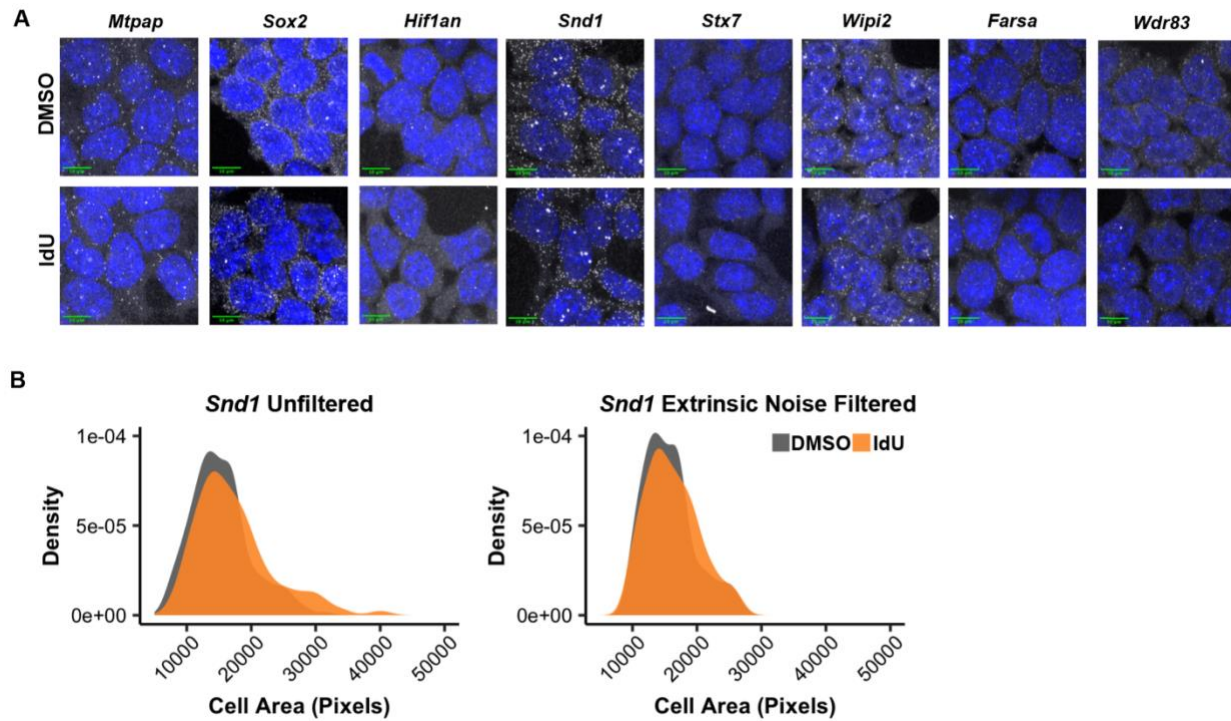 A
Mtpap Sox2 Hif1an Snd1 Stx7 Wipi2 Farsa Wdr83
DMSO
IdU
B
Snd1 Unfiltered
1e-04
5e-05
0e+00
Density
10000 20000 30000 40000 50000
Cell Area (Pixels)
Snd1 Extrinsic Noise Filtered
DMSO IdU
1e-04
5e-05
0e+00
Density
10000 20000 30000 40000 50000
Cell Area (Pixels)